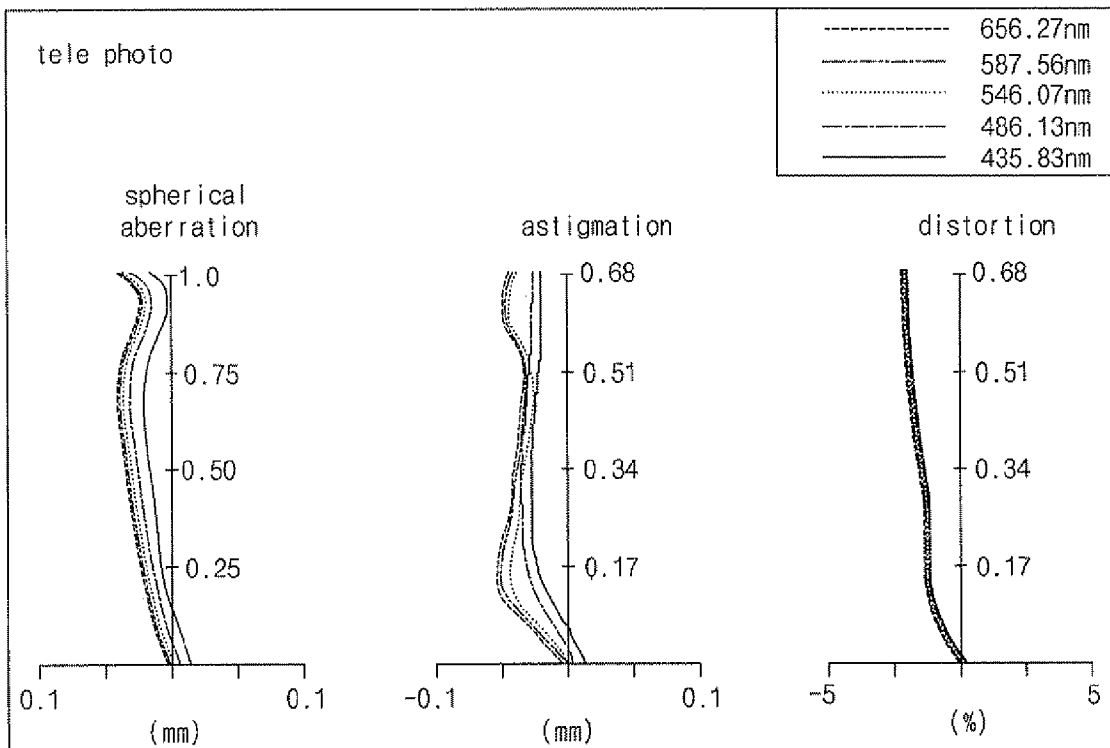 tele photo
656.27nm
587.56nm
546.07nm
486.13nm
435.83nm
spherical
aberration
1.0
0.75
0.50
0.25
0.1
0.1
(mm)
astigmation
0.68
0.51
0.34
0.17
-0.1
0.1
(mm)
distortion
0.68
0.51
0.34
0.17
-5
5
(%)